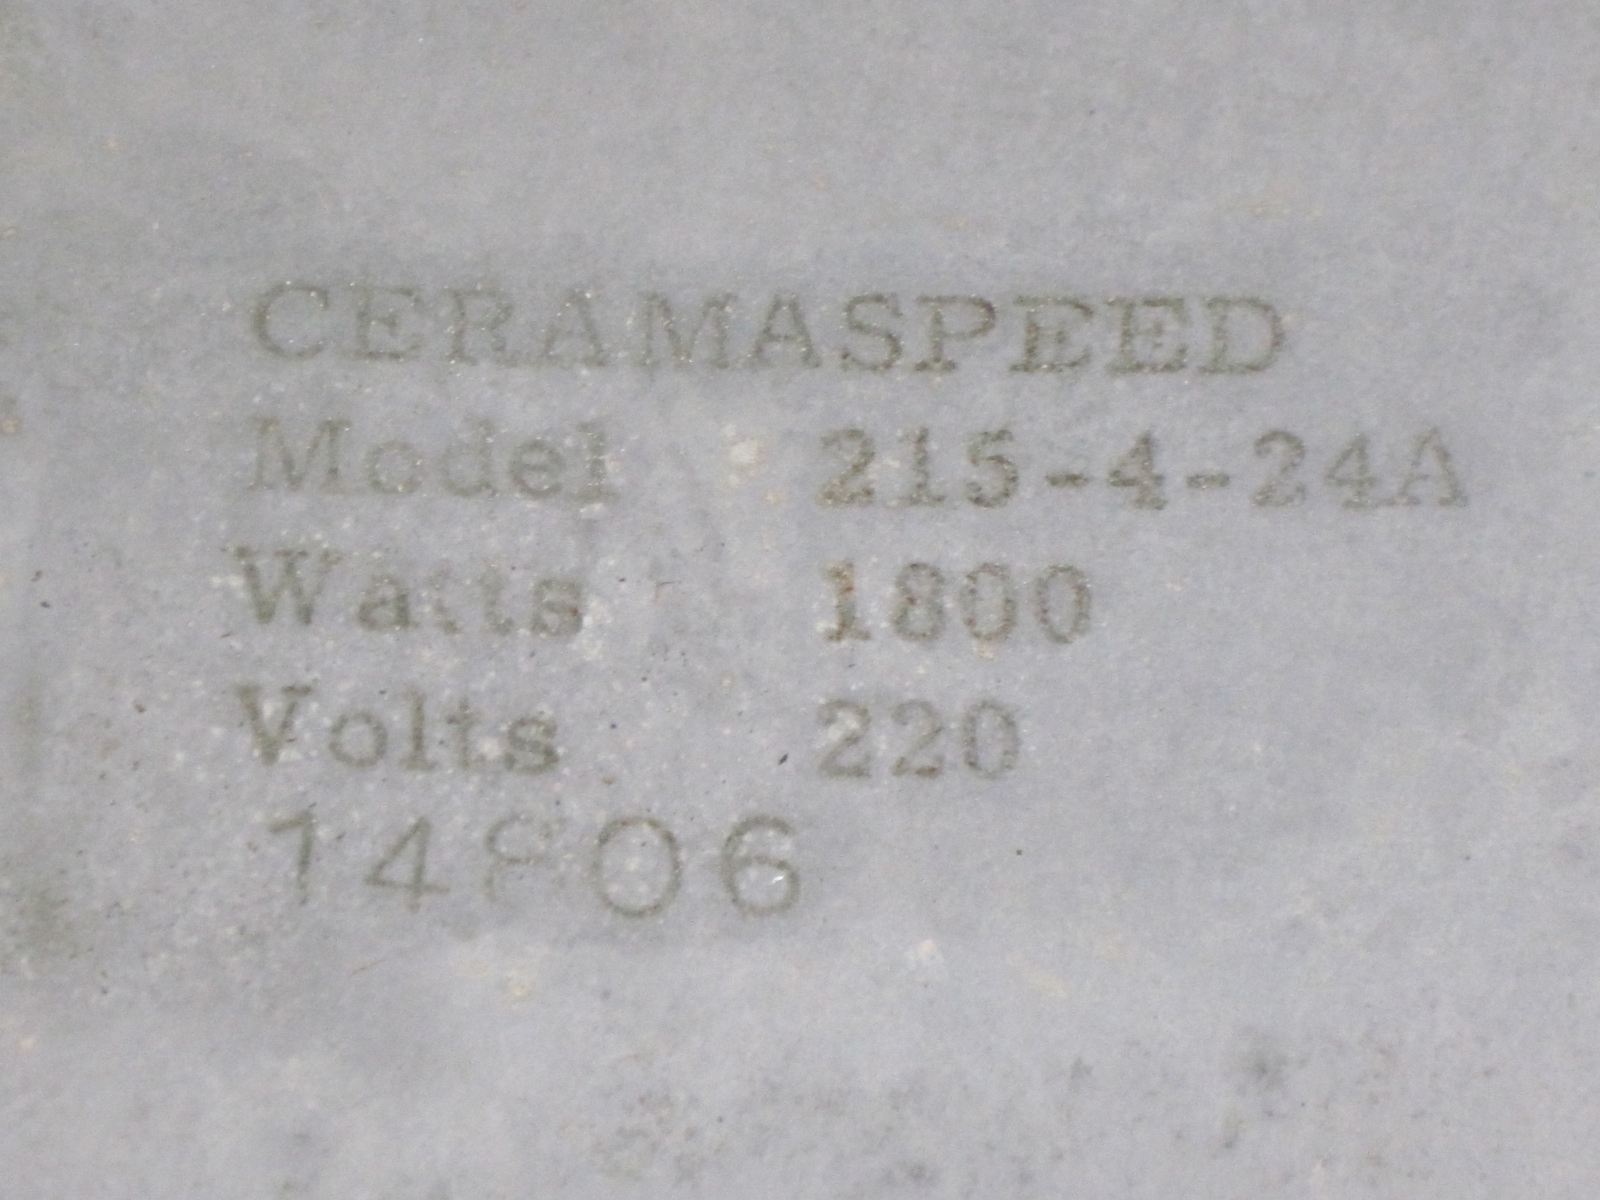 CERAMASPEED
Model 215-4-24A
Watts 1800
Volts 220